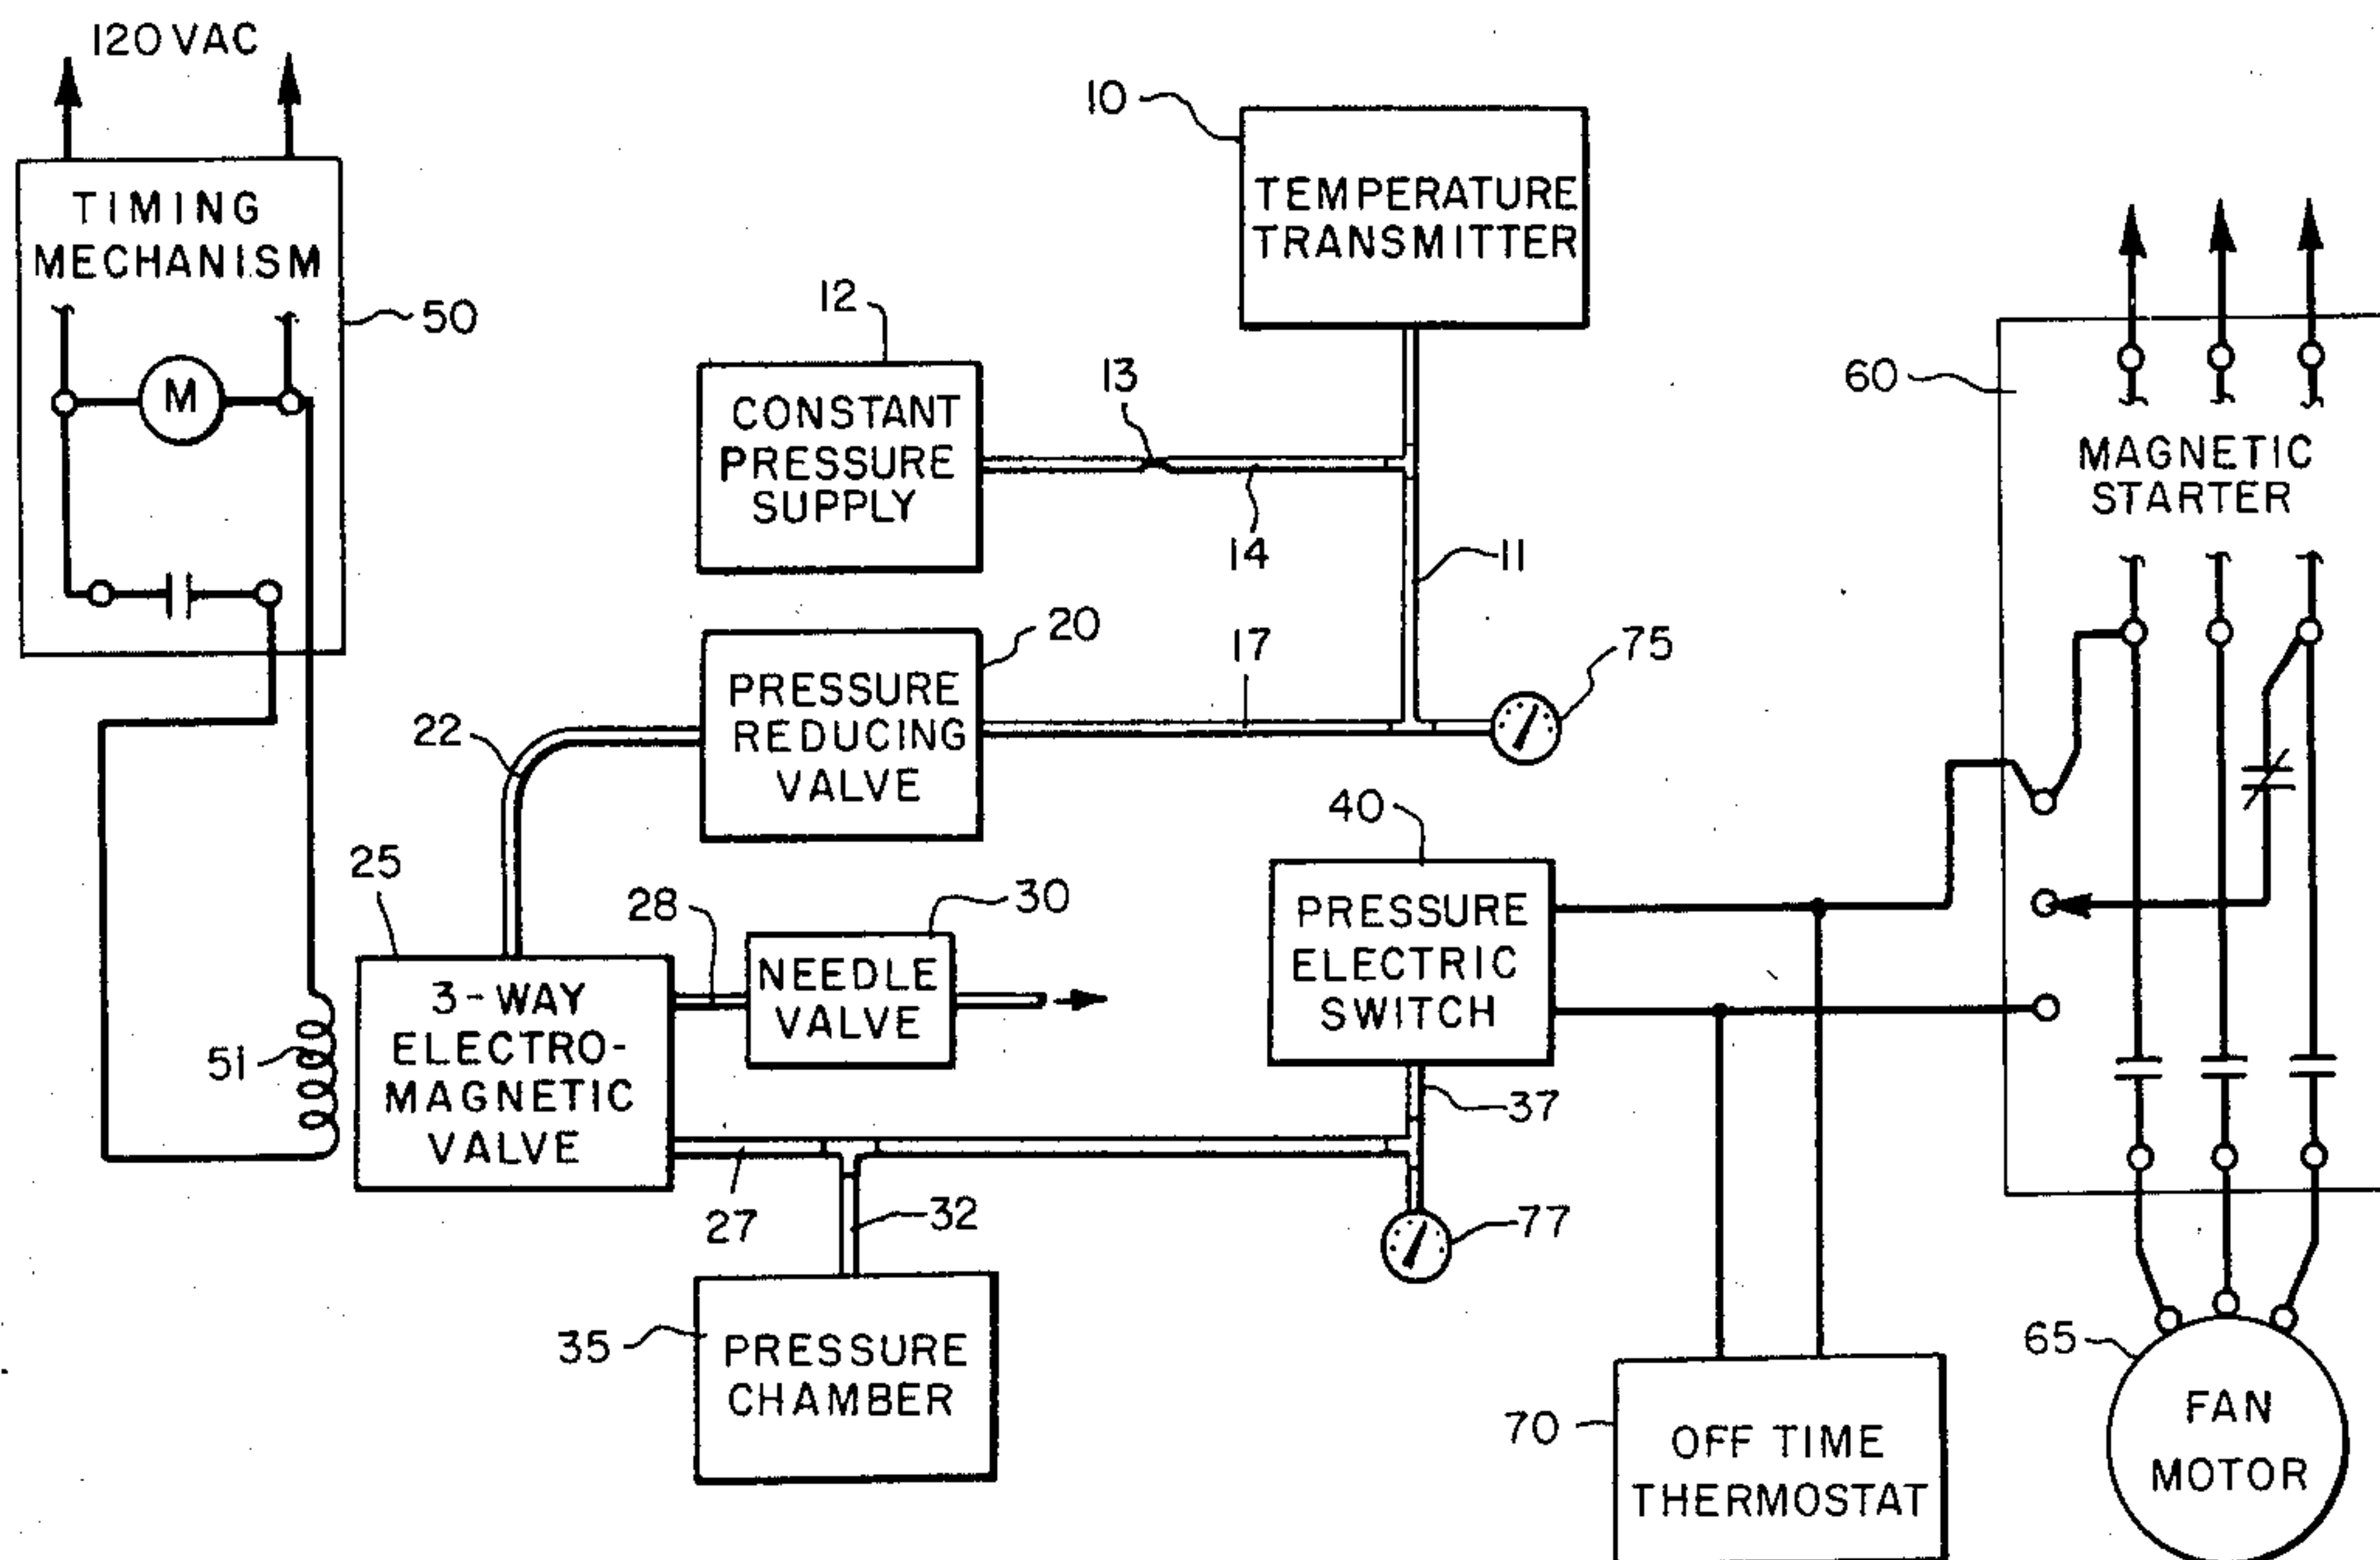 120 VAC
TIMING
MECHANISM
50
M
10
TEMPERATURE
TRANSMITTER
12
CONSTANT
PRESSURE
SUPPLY
13
14
11
60
MAGNETIC
STARTER
20
PRESSURE
REDUCING
VALVE
17
75
22
25
3-WAY
ELECTRO-
MAGNETIC
VALVE
28
30
NEEDLE
VALVE
40
PRESSURE
ELECTRIC
SWITCH
51
37
27
32
77
35
PRESSURE
CHAMBER
70
OFF TIME
THERMOSTAT
65
FAN
MOTOR